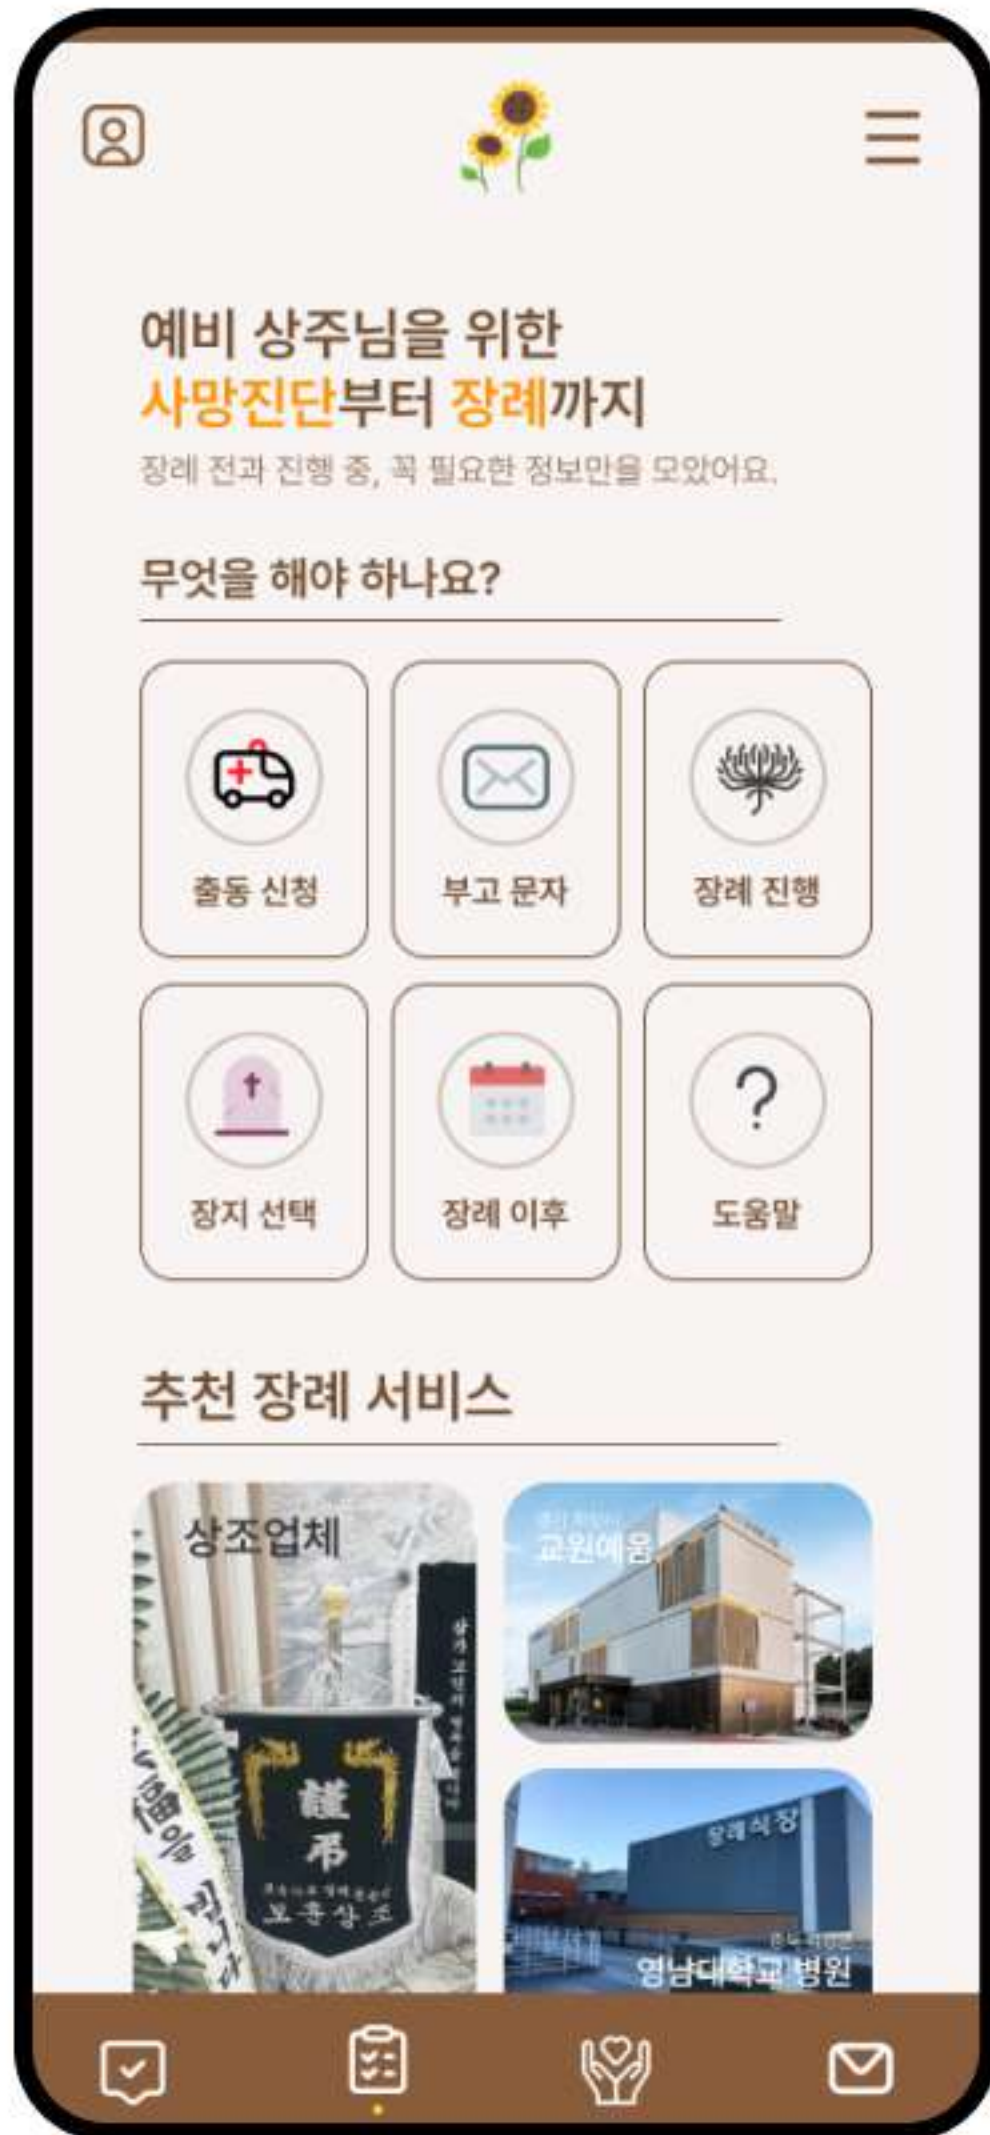 예비 상주님을 위한
사망진단부터 장례까지
장례 전과 진행 중, 꼭 필요한 정보만을 모았어요.
무엇을 해야 하나요?
출동 신청
부고 문자
장례 진행
장지 선택
장례 이후
도움말
추천 장례 서비스
상조업체
謹
弔
보훈상조
교원예움
장례식장
영남대학교 병원